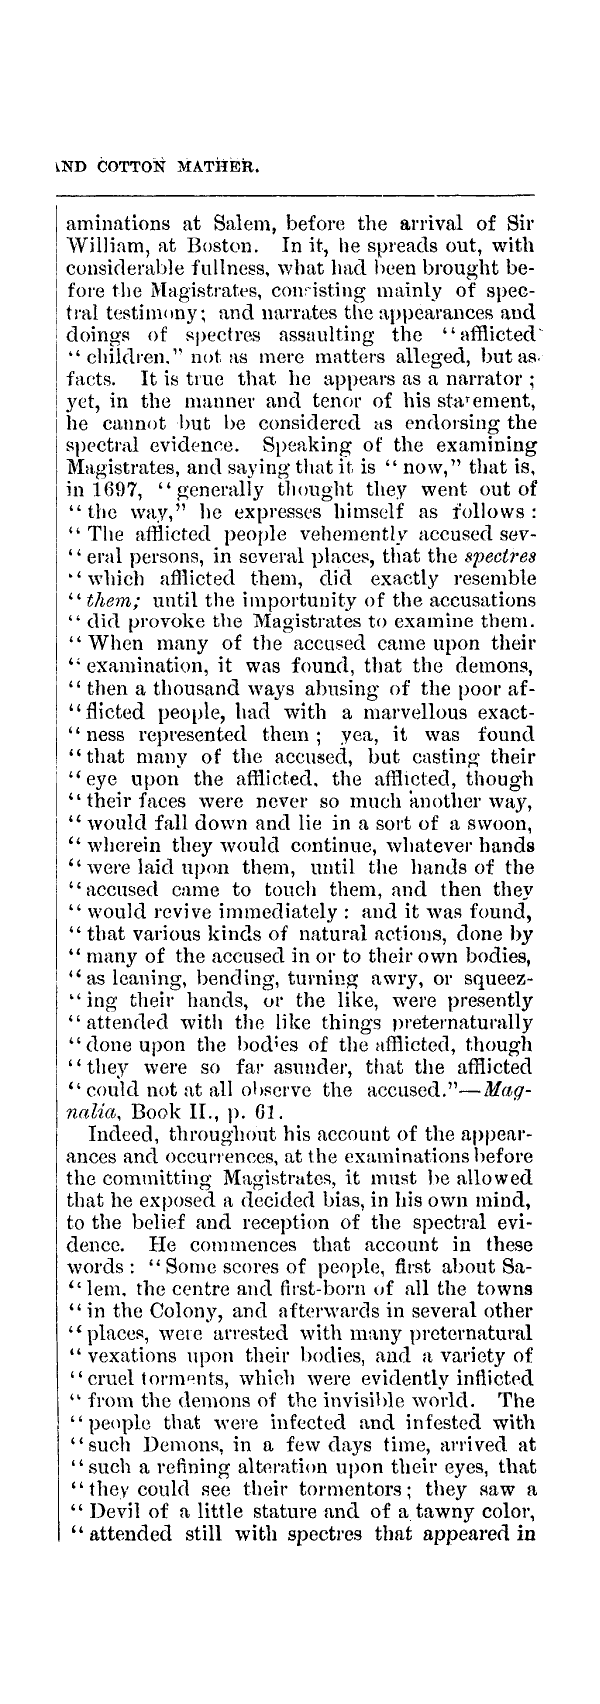 AND COTTON MATHER.
aminations at Salem, before the arrival of Sir
William, at Boston. In it, he spreads out, with
considerable fullness, what had been brought be-
fore the Magistrates, consisting mainly of spec-
tral testimony; and narrates the appearances and
doings of spectres assaulting the “afflicted
“ children,” not as mere matters alleged, but as
facts. It is true that he appears as a narrator ;
yet, in the manner and tenor of his statement,
he cannot but be considered as endorsing the
spectral evidence. Speaking of the examining
Magistrates, and saying that it is “ now,” that is,
in 1697, “generally thought they went out of
“the way,” he expresses himself as follows :
“ The afflicted people vehemently accused sev-
“ eral persons, in several places, that the spectres
“ which afflicted them, did exactly resemble
“ them; until the importunity of the accusations
“ did provoke the Magistrates to examine them.
“ When many of the accused came upon their
“ examination, it was found, that the demons,
“ then a thousand ways abusing of the poor af-
“ flicted people, had with a marvellous exact-
“ ness represented them ; yea, it was found
“ that many of the accused, but casting their
“ eye upon the afflicted, the afflicted, though
“ their faces were never so much another way,
“ would fall down and lie in a sort of a swoon,
“ wherein they would continue, whatever hands
“ were laid upon them, until the hands of the
“ accused came to touch them, and then they
“ would revive immediately : and it was found,
“ that various kinds of natural actions, done by
“ many of the accused in or to their own bodies,
“ as leaning, bending, turning awry, or squeez-
“ ing their hands, or the like, were presently
“ attended with the like things preternaturally
“ done upon the bodies of the afflicted, though
“ they were so far asunder, that the afflicted
“ could not at all observe the accused.”—Mag-
nalia, Book II., p. 61.
Indeed, throughout his account of the appear-
ances and occurrences, at the examinations before
the committing Magistrates, it must be allowed
that he exposed a decided bias, in his own mind,
to the belief and reception of the spectral evi-
dence. He commences that account in these
words : “ Some scores of people, first about Sa-
“ lem, the centre and first-born of all the towns
“ in the Colony, and afterwards in several other
“ places, were arrested with many preternatural
“ vexations upon their bodies, and a variety of
“ cruel torments, which were evidently inflicted
“ from the demons of the invisible world. The
“ people that were infected and infested with
“ such Demons, in a few days time, arrived at
“ such a refining alteration upon their eyes, that
“ they could see their tormentors ; they saw a
“ Devil of a little stature and of a tawny color,
“ attended still with spectres that appeared in